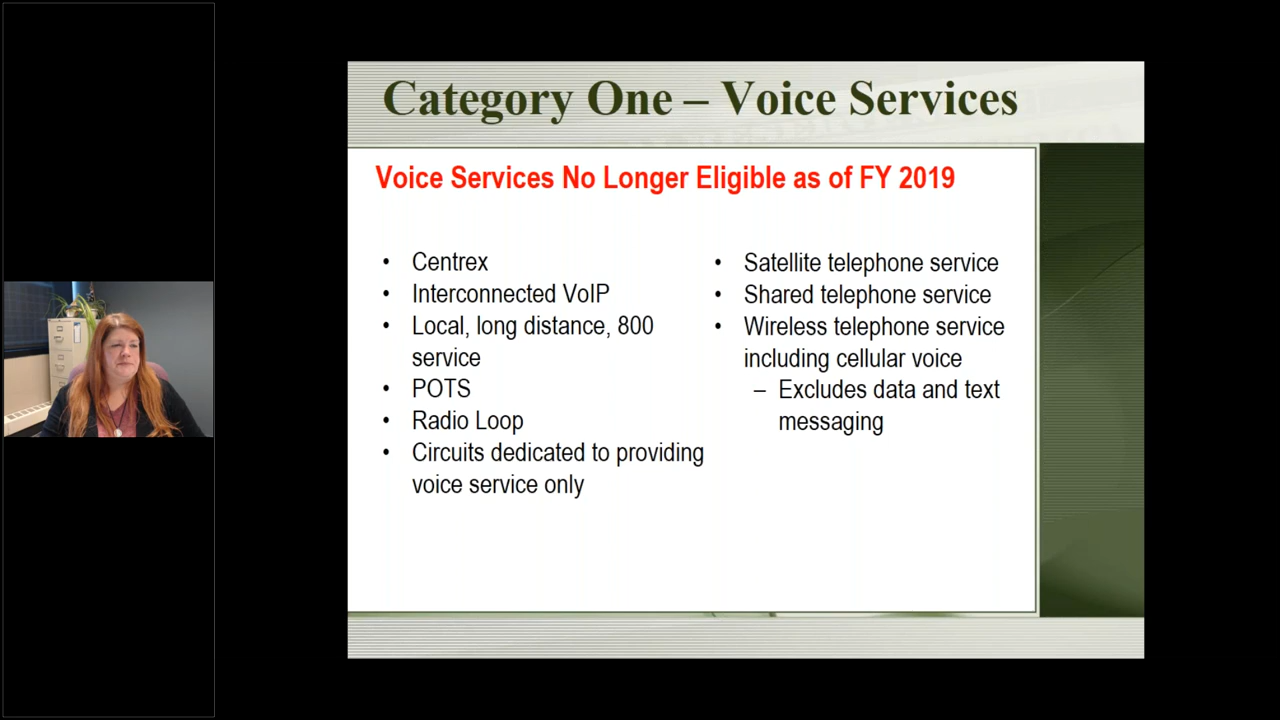 Category One – Voice Services
Voice Services No Longer Eligible as of FY 2019
• Centrex
• Interconnected VoIP
• Local, long distance, 800
service
• POTS
• Radio Loop
• Circuits dedicated to providing
voice service only
• Satellite telephone service
• Shared telephone service
• Wireless telephone service
including cellular voice
– Excludes data and text
messaging